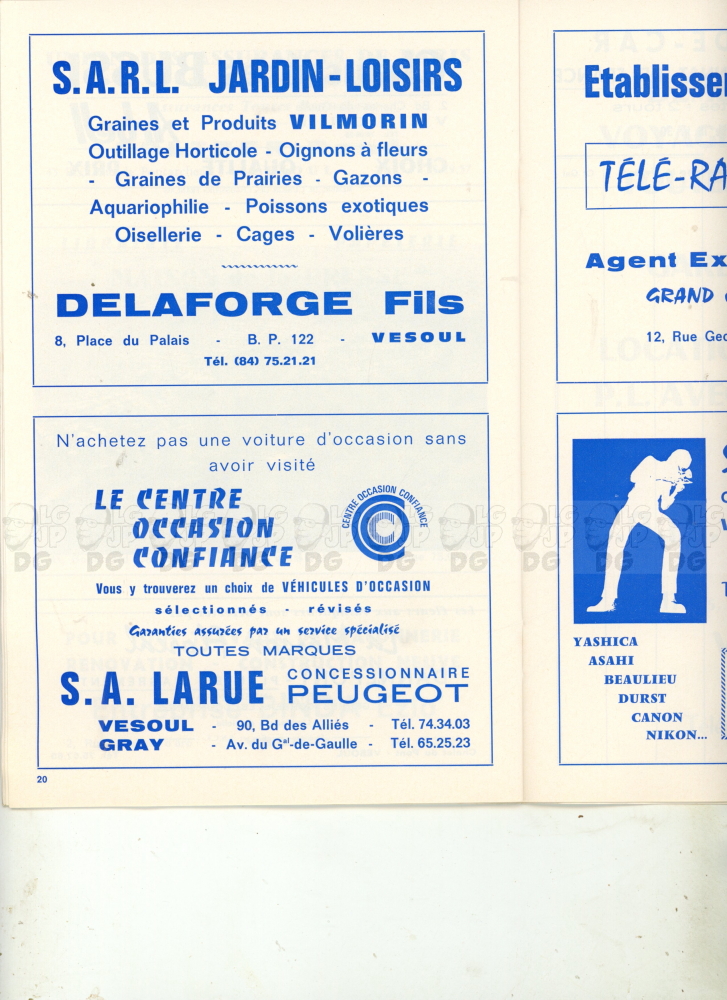 S.A.R.L. JARDIN-LOISIRS
Graines et Produits VILMORIN
Outillage Horticole - Oignons à fleurs
- Graines de Prairies - Gazons -
Aquariophilie - Poissons exotiques
Oisellerie - Cages - Volières
DELAFORGE Fils
8, Place du Palais - B. P. 122 - VESOUL
Tél. (84) 75.21.21
N'achetez pas une voiture d'occasion sans
avoir visité
LE CENTRE
OCCASION
CONFIANCE
CENTRE OCCASION CONFIANCE
Vous y trouverez un choix de VÉHICULES D'OCCASION
sélectionnés - révisés
Garanties assurées par un service spécialisé
TOUTES MARQUES
S.A. LARUE CONCESSIONNAIRE
PEUGEOT
VESOUL - 90, Bd des Alliés - Tél. 74.34.03
GRAY - Av. du Gal-de-Gaulle - Tél. 65.25.23
20
Etablisse
TÉLÉ-RA
Agent Ex
GRAND
12, Rue Geo
YASHICA
ASAHI
BEAULIEU
DURST
CANON
NIKON...